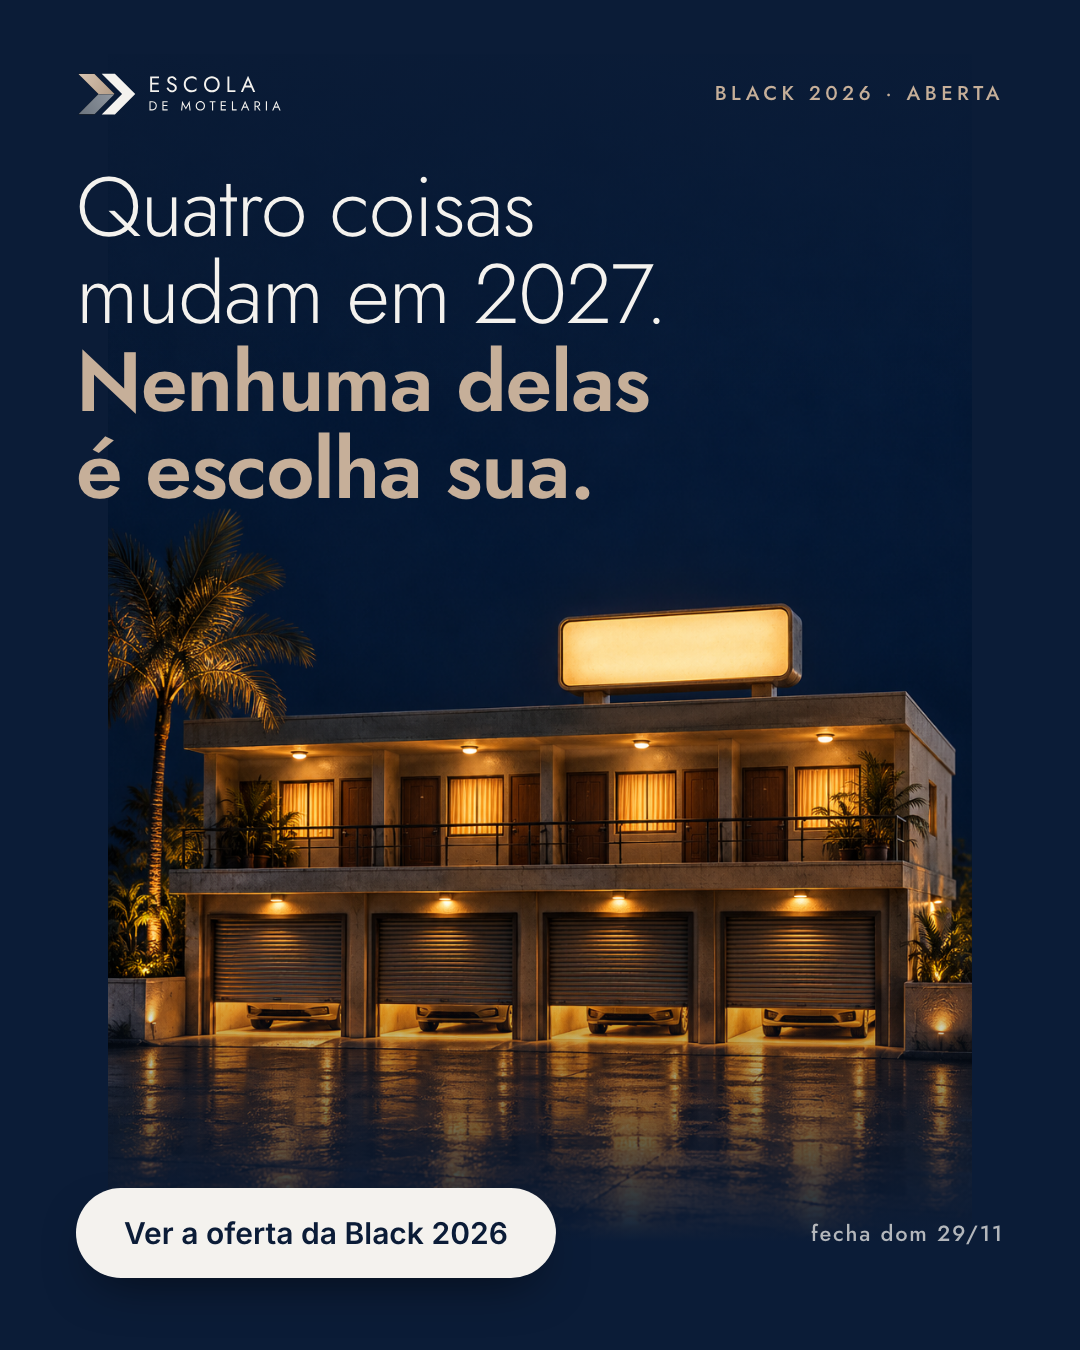 ESCOLA
DE MOTELARIA
BLACK 2026 · ABERTA
Quatro coisas
mudam em 2027.
Nenhuma delas
é escolha sua.
Ver a oferta da Black 2026
fecha dom 29/11